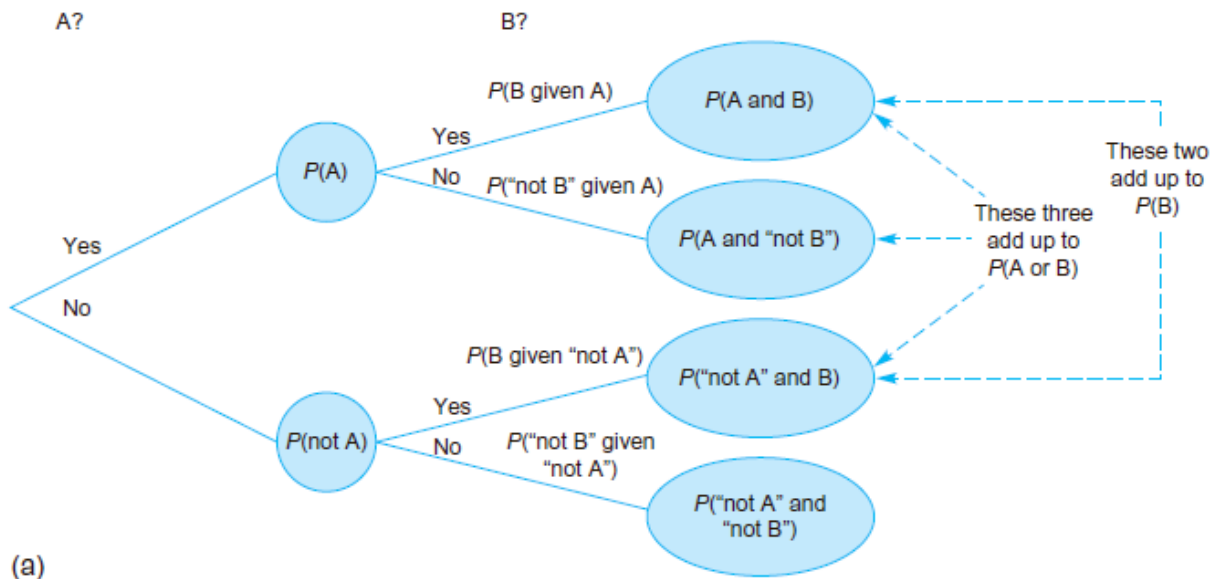 A?
B?
P(B given A)
P(A and B)
Yes
These two
add up to
P(B)
P(A)
No
P(“not B” given A)
These three
add up to
P(A or B)
P(A and “not B”)
Yes
No
P(B given “not A”)
P(“not A” and B)
Yes
P(not A)
No
P(“not B” given
“not A”)
P(“not A” and
“not B”)
(a)